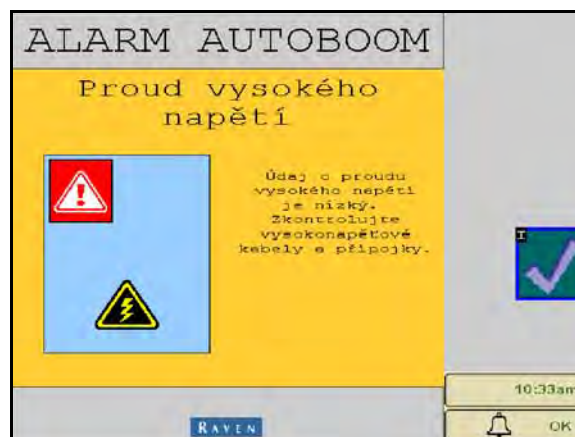 ALARM AUTOBOOM
Proud vysokého
napětí
Údaj o proudu
vysokého napětí
je nízký.
Zkontrolujte
vysokonapěťové
kabely a přípojky.
I
10:33am
RAVEN
OK